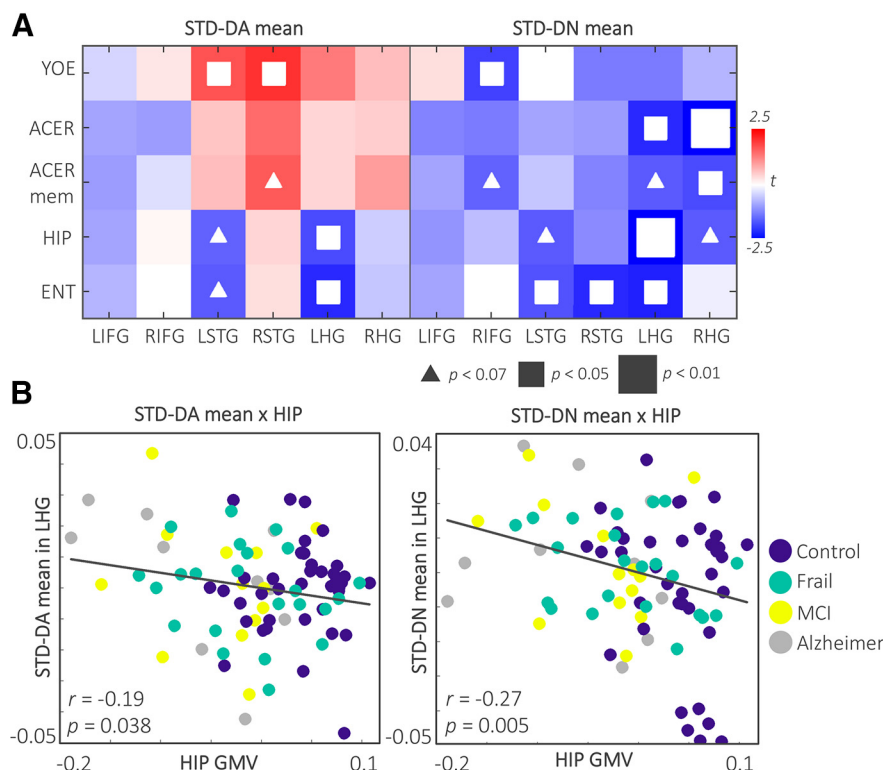 A
STD-DA mean STD-DN mean
YOE
ACER
ACER
mem
HIP
ENT
2.5
t
-2.5
LIFG RIFG LSTG RSTG LHG RHG LIFG RIFG LSTG RSTG LHG RHG
p < 0.07 p < 0.05 p < 0.01
B
STD-DA mean x HIP
0.05
STD-DA mean in LHG
r = -0.19
p = 0.038
-0.05
-0.2 HIP GMV 0.1
STD-DN mean x HIP
0.04
STD-DN mean in LHG
r = -0.27
p = 0.005
-0.05
-0.2 HIP GMV 0.1
Control
Frail
MCI
Alzheimer